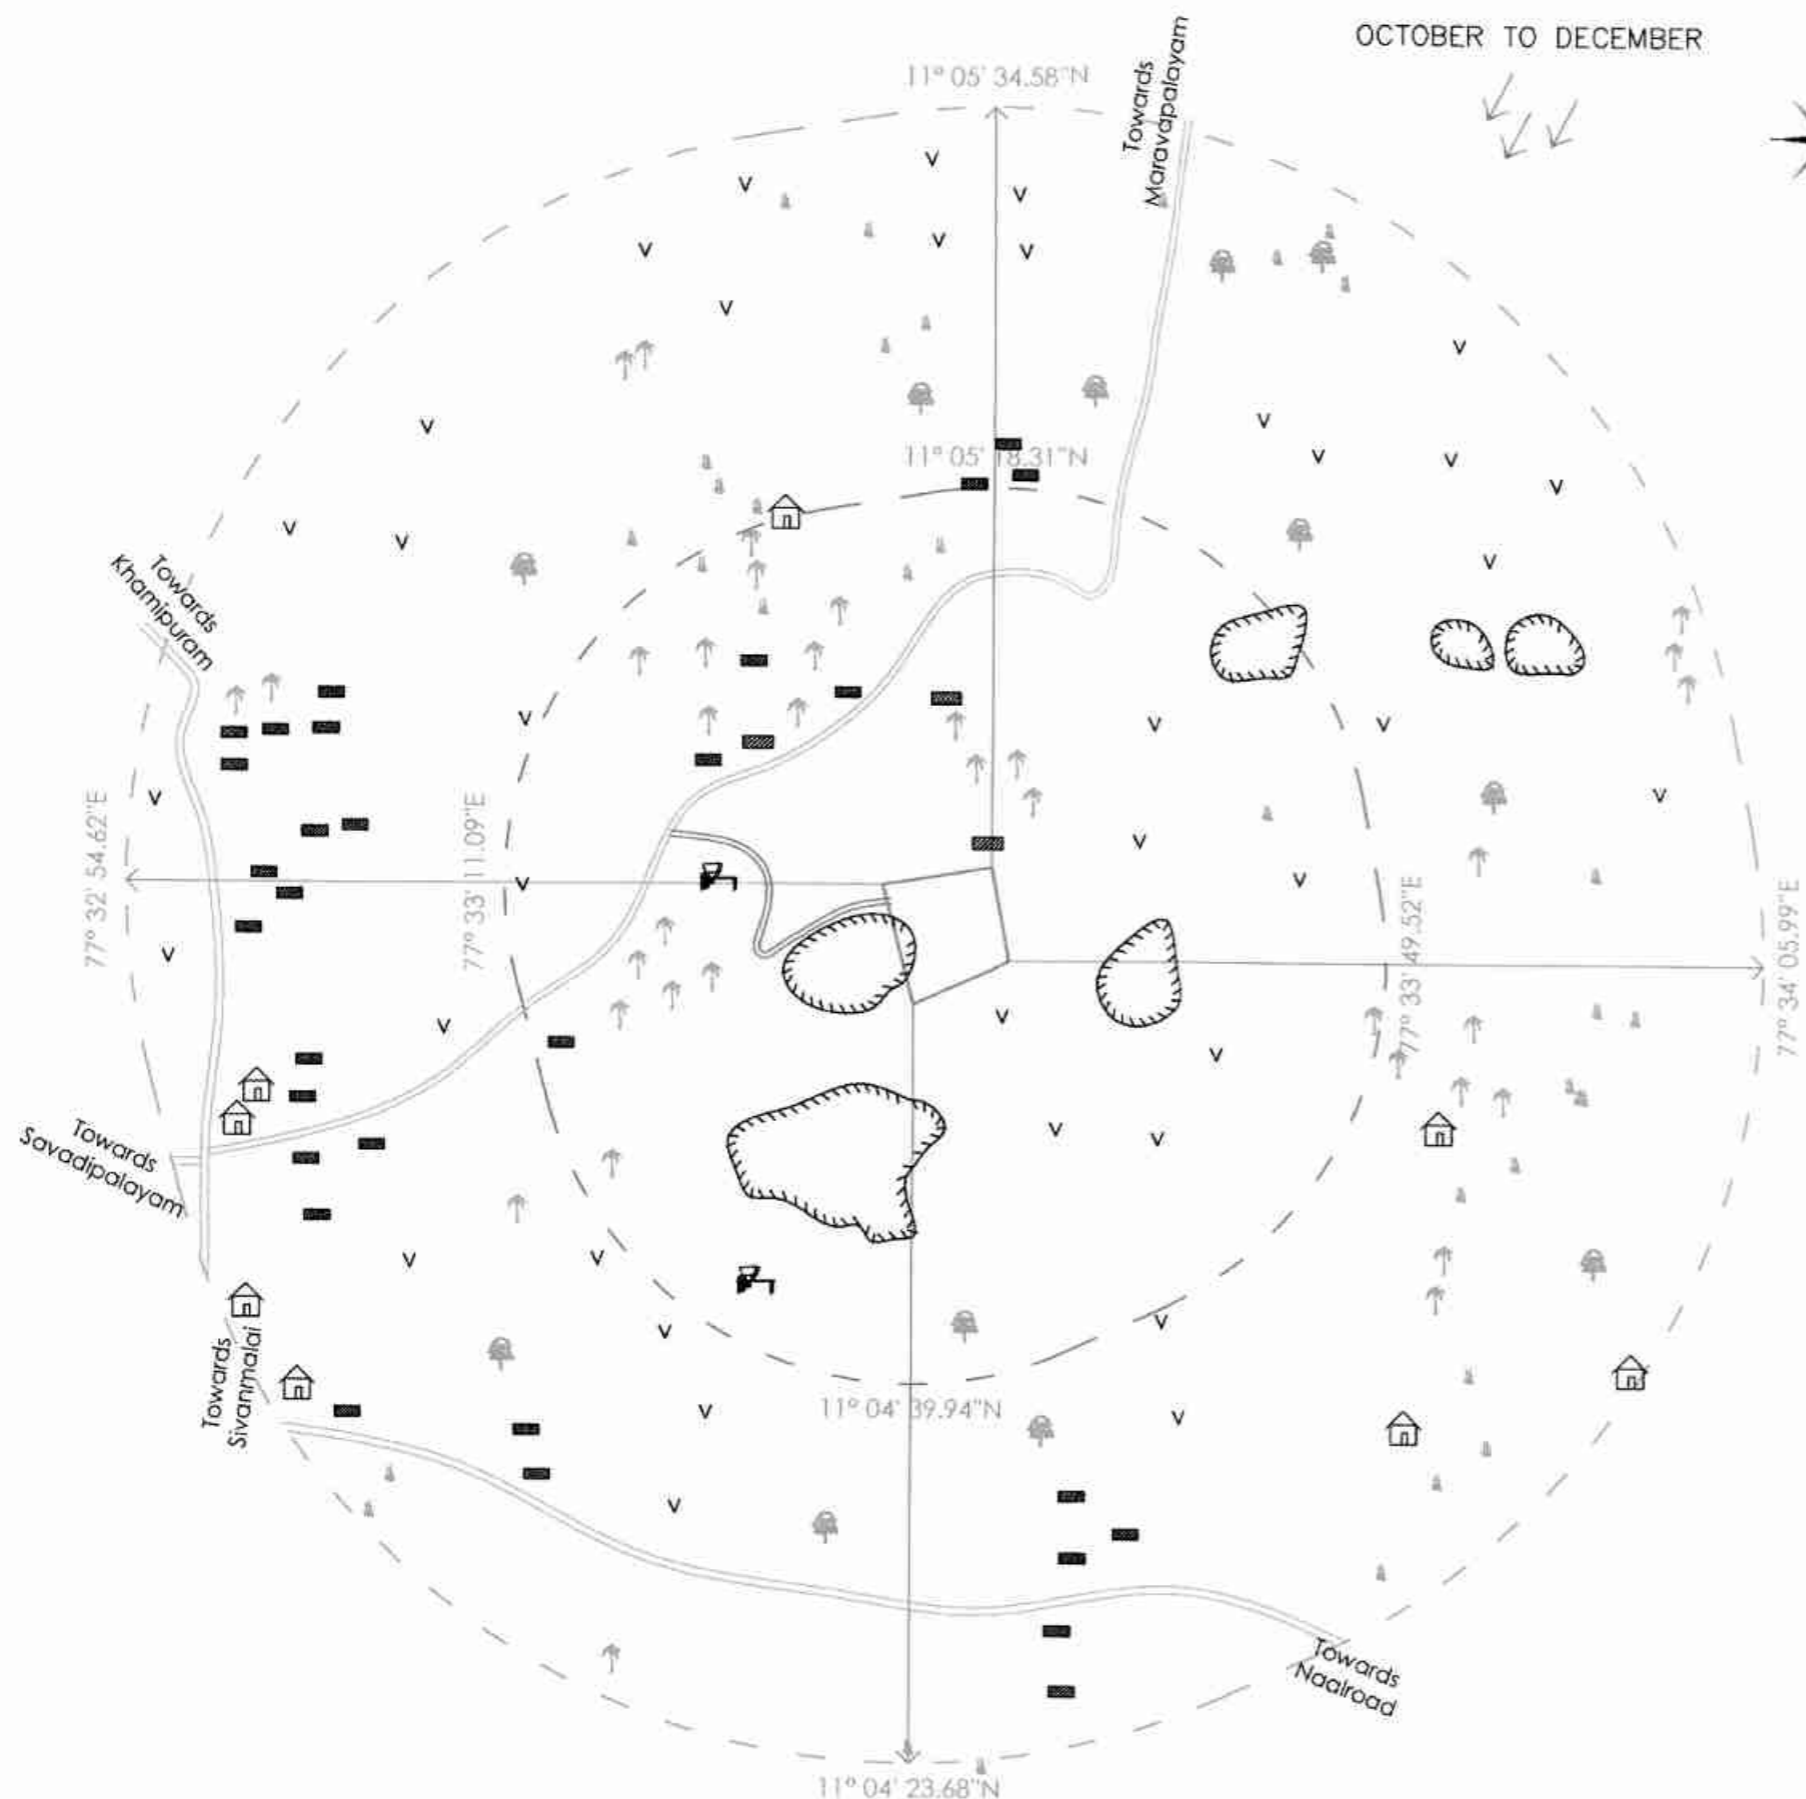 OCTOBER TO DECEMBER
11° 05' 34.58"N
Towards
Maravapalayam
11° 05' 18.31"N
Towards
Khamipuram
77° 32' 54.62"E
77° 33' 11.09"E
77° 33' 49.52"E
77° 34' 05.99"E
Towards
Savadipalayam
Towards
Sivanmalai
11° 04' 39.94"N
Towards
Naalroad
11° 04' 23.68"N